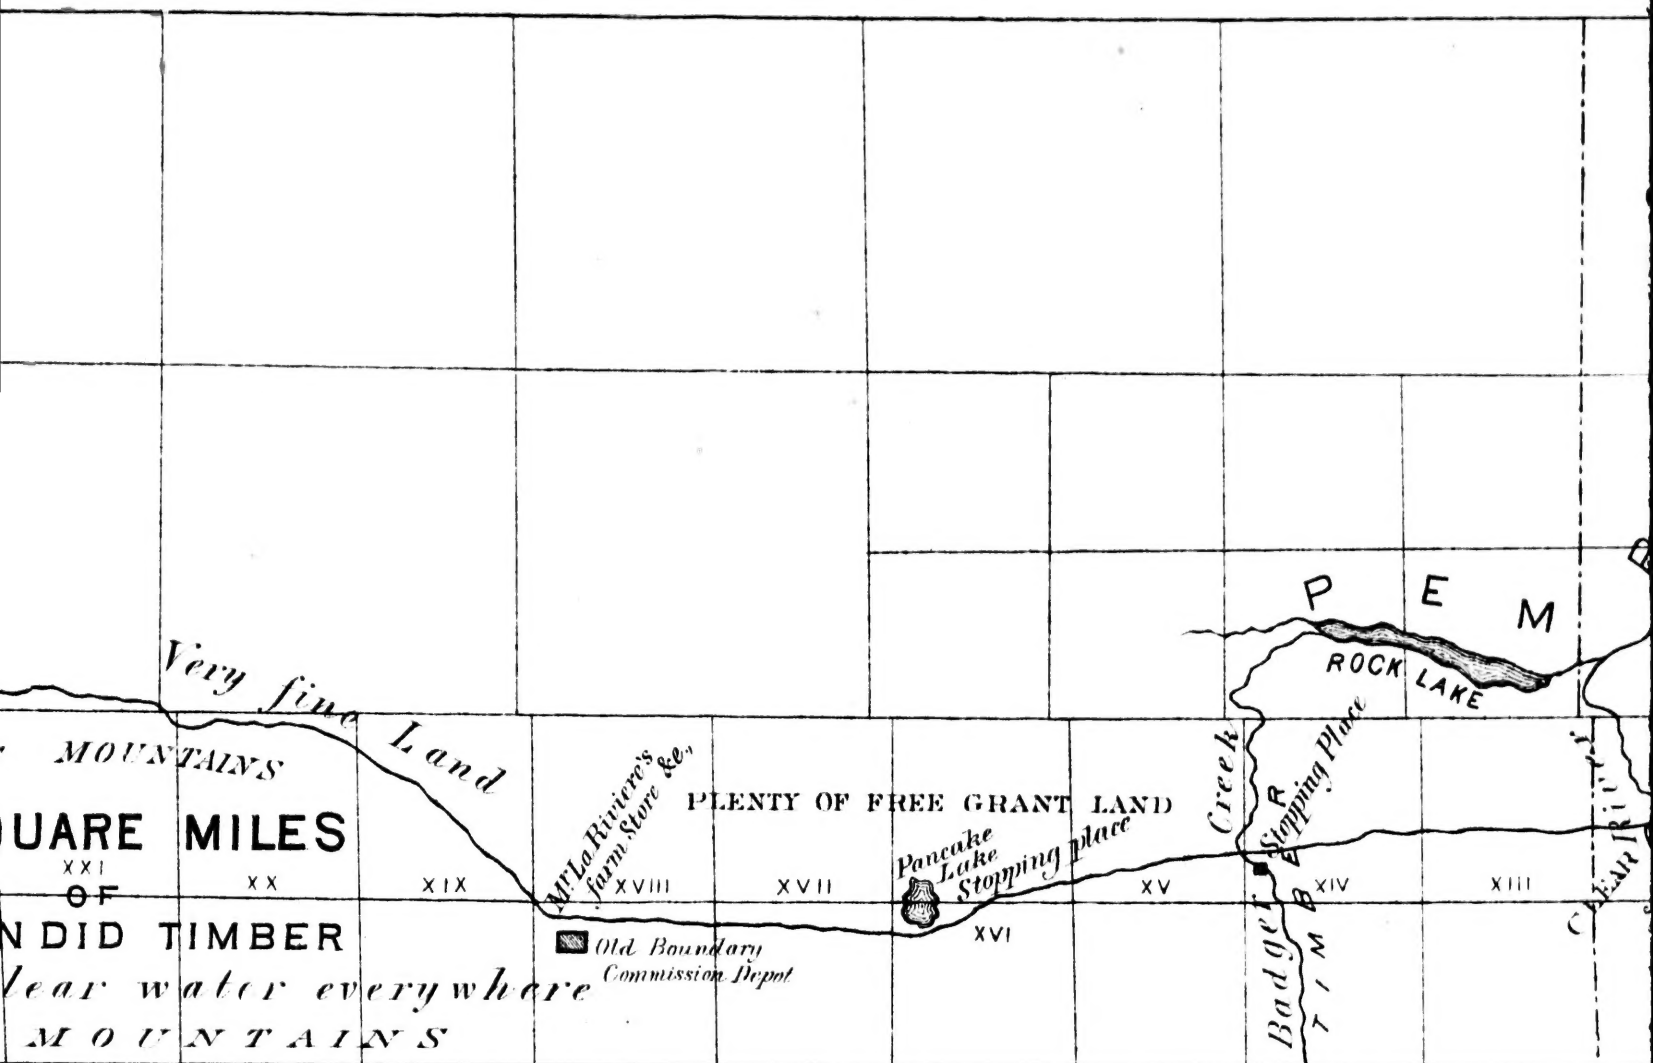 P E M
ROCK LAKE
Very fine Land
MOUNTAINS
UARE MILES
XXI
OF
NDID TIMBER
lear water everywhere
MOUNTAINS
XX
XIX
Mr. La Riviere's
farm Store &c.,
XVIII
PLENTY OF FREE GRANT LAND
XVII
Pancake
Lake
Stopping place
XVI
Old Boundary
Commission Depot
XV
Badger Creek
Stopping Place
TIMBER
XIV
XIII
CLEAR River